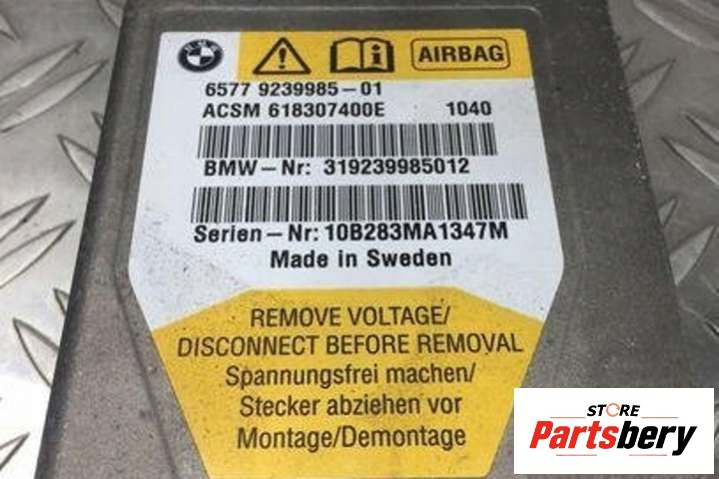 BMW
AIRBAG
6577 9239985-01
ACSM 618307400E 1040
BMW-Nr: 319239985012
Serien-Nr: 10B283MA1347M
Made in Sweden
REMOVE VOLTAGE/
DISCONNECT BEFORE REMOVAL
Spannungsfrei machen/
Stecker abziehen vor
Montage/Demontage
STORE
Partsbery